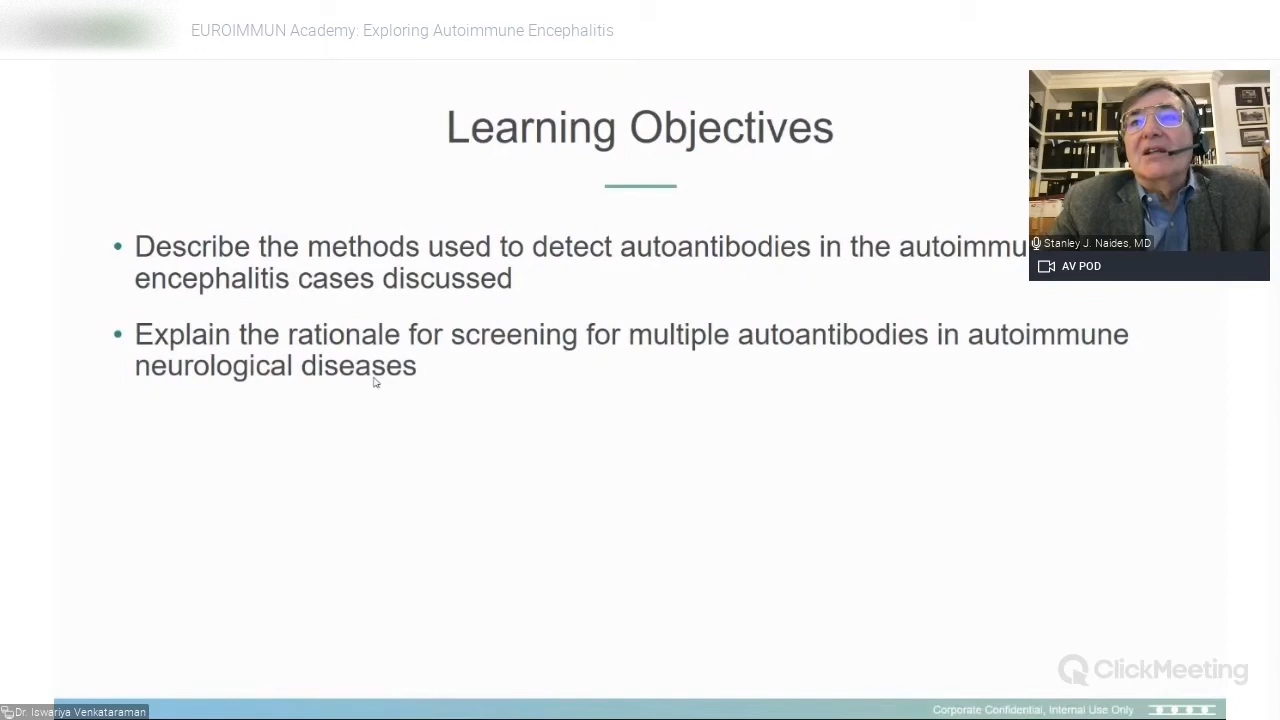 EUROIMMUN Academy: Exploring Autoimmune Encephalitis
Learning Objectives
• Describe the methods used to detect autoantibodies in the autoimmu
encephalitis cases discussed
• Explain the rationale for screening for multiple autoantibodies in autoimmune
neurological diseases
Stanley J. Naides, MD
AV POD
ClickMeeting
Dr. Iswariya Venkataraman
Corporate Confidential, Internal Use Only